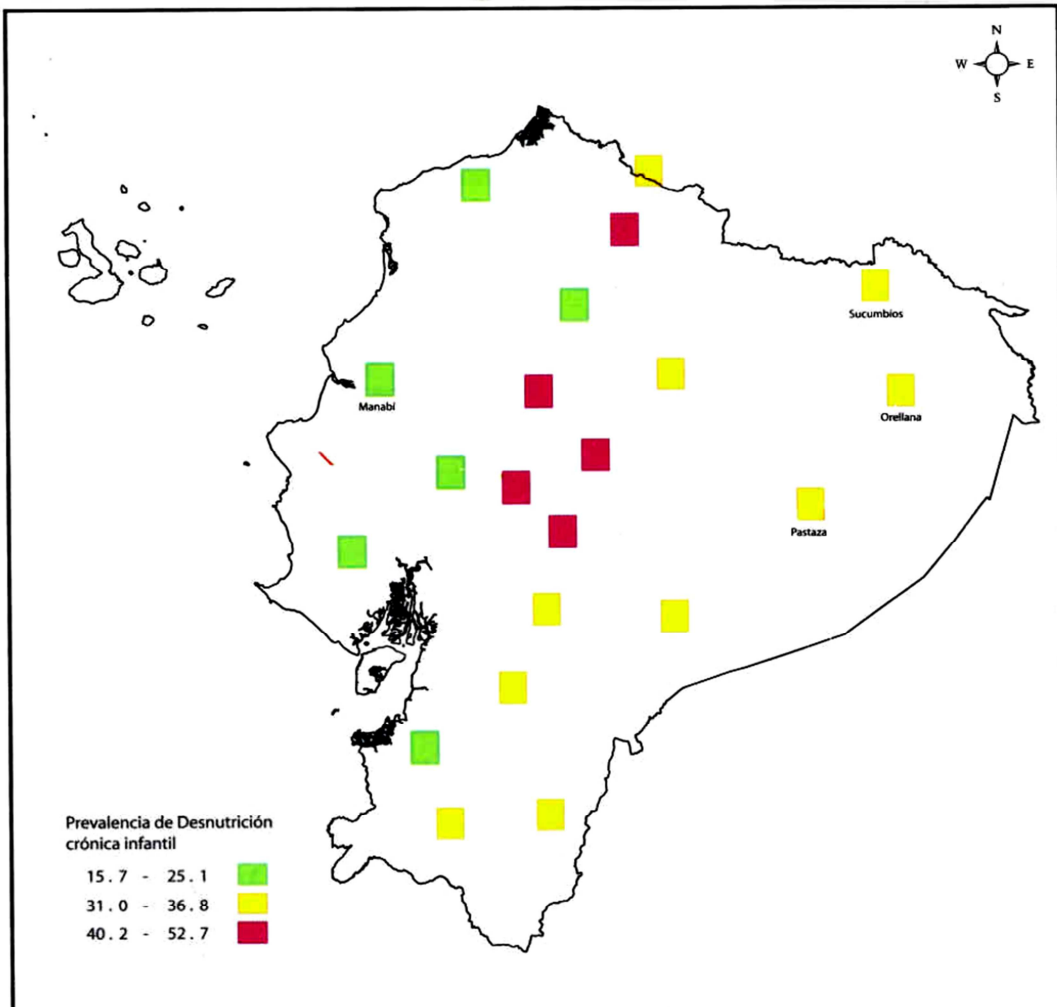 N
W E
S
Sucumbios
Manabí
Orellana
Pastaza
Prevalencia de Desnutrición
crónica infantil
15.7 - 25.1
31.0 - 36.8
40.2 - 52.7